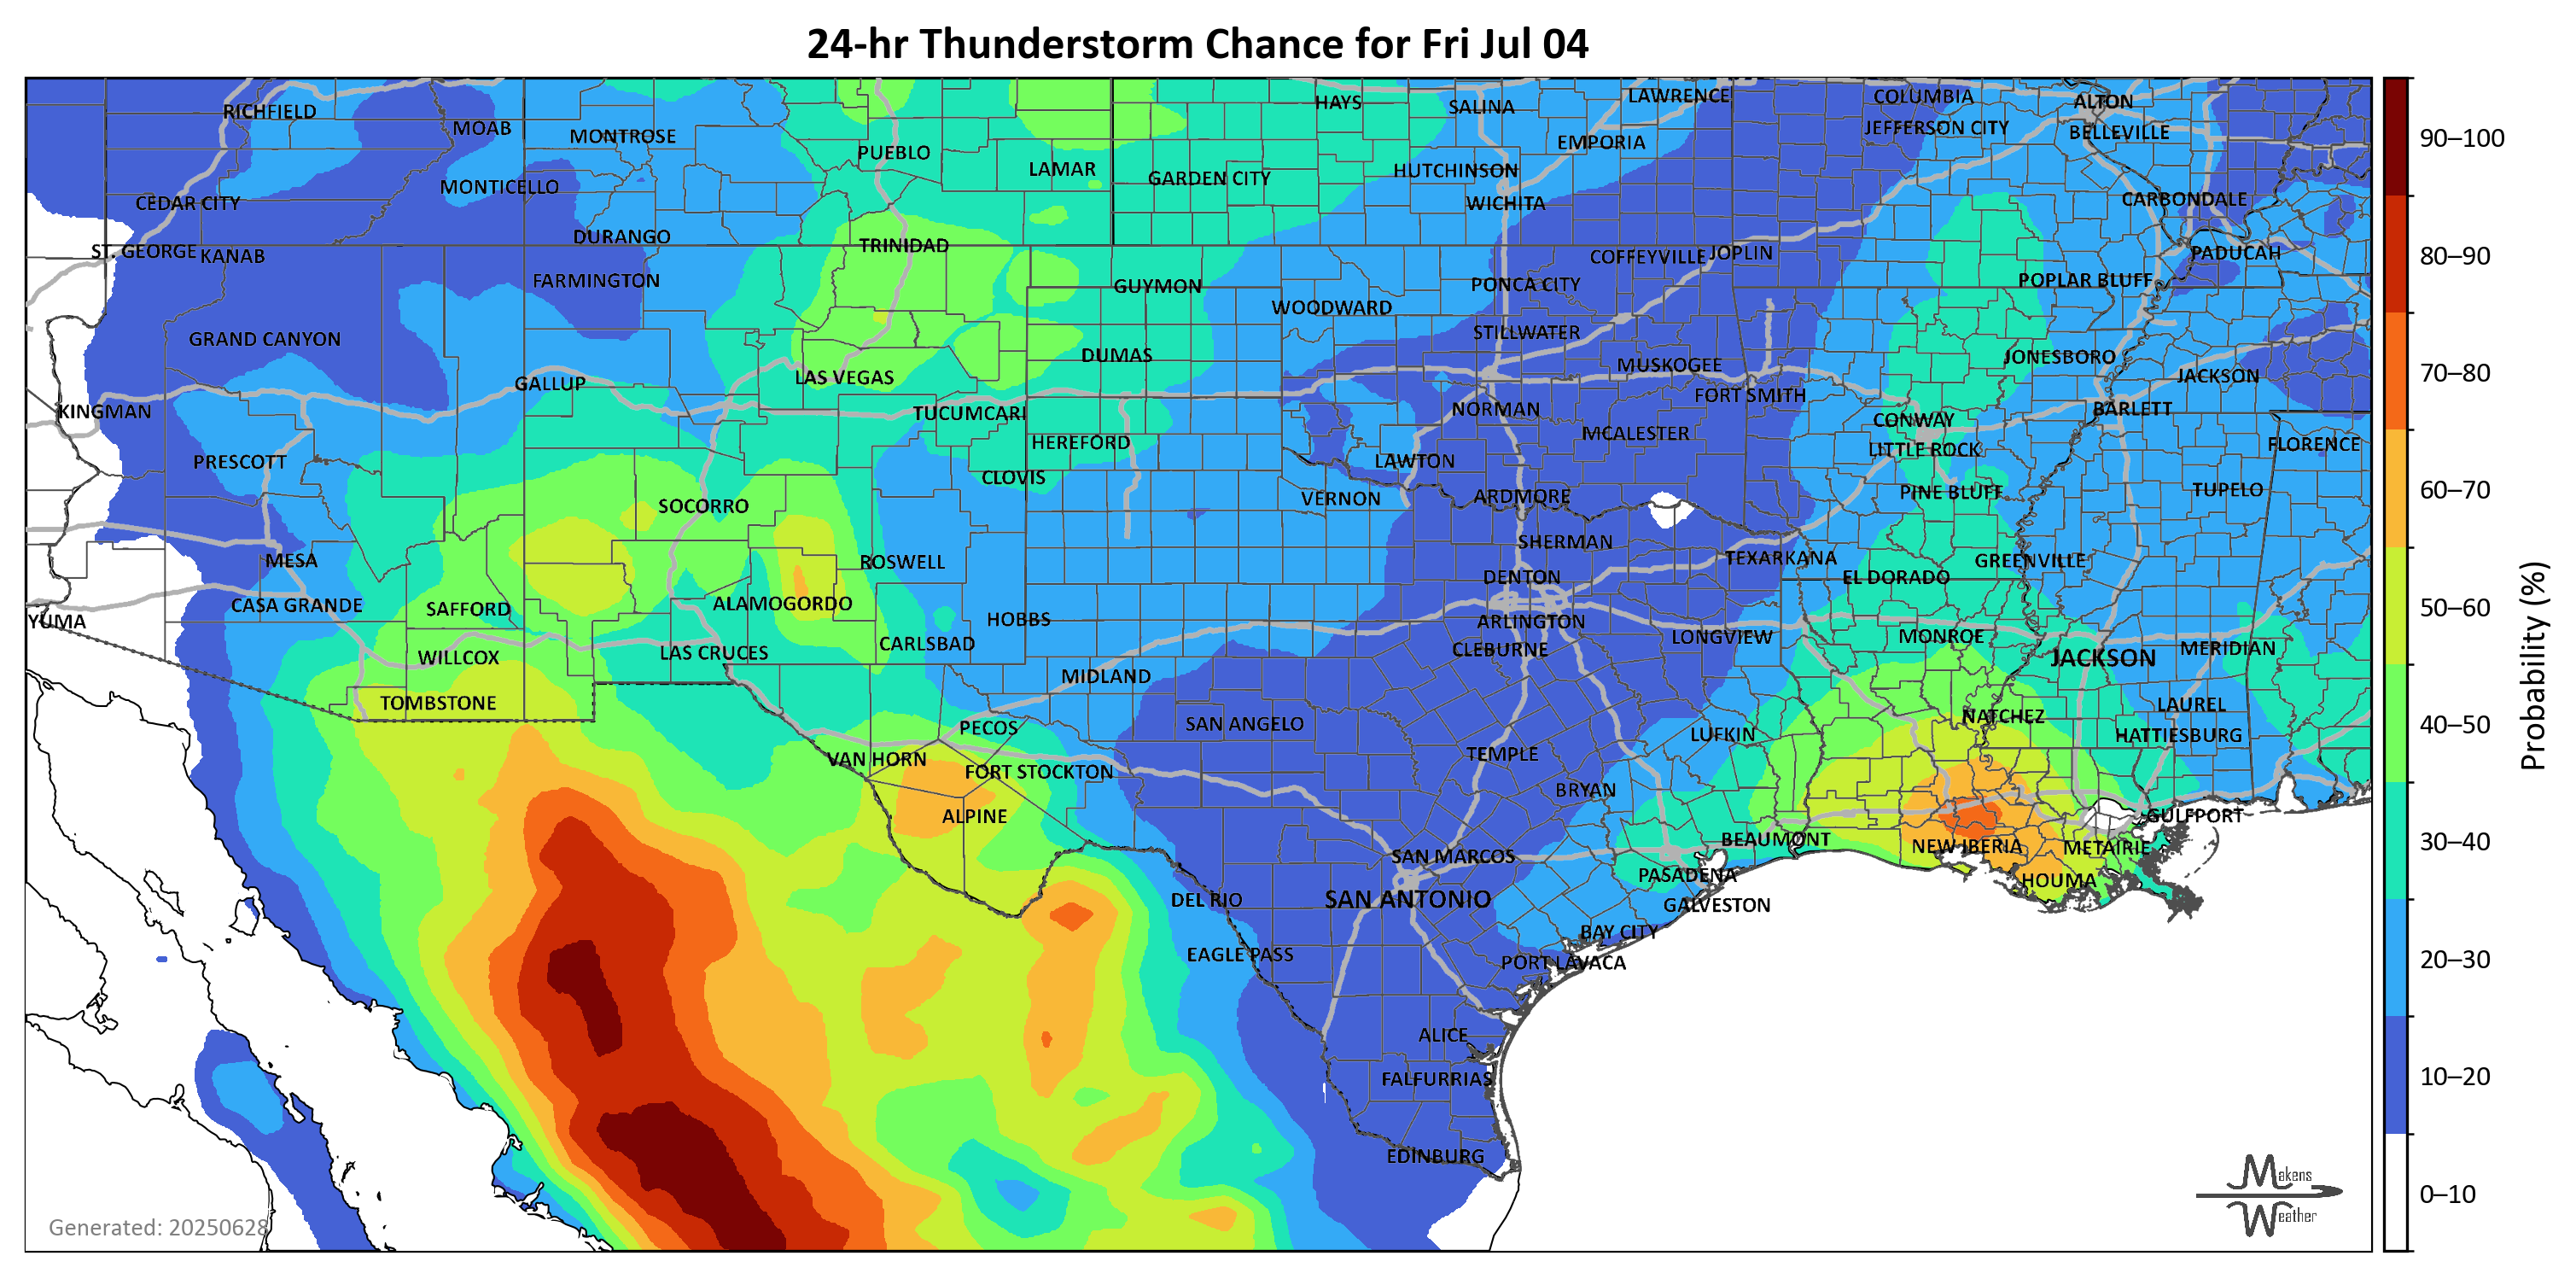 24-hr Thunderstorm Chance for Fri Jul 04
RICHFIELD
MOAB
MONTROSE
PUEBLO
LAMAR
HAYS
SALINA
LAWRENCE
COLUMBIA
ALTON
JEFFERSON CITY
BELLEVILLE
EMPORIA
HUTCHINSON
GARDEN CITY
MONTICELLO
CEDAR CITY
WICHITA
CARBONDALE
DURANGO
TRINIDAD
ST. GEORGE
KANAB
COFFEYVILLE
JOPLIN
PADUCAH
FARMINGTON
GUYMON
PONCA CITY
POPLAR BLUFF
WOODWARD
STILLWATER
GRAND CANYON
DUMAS
MUSKOGEE
JONESBORO
JACKSON
GALLUP
LAS VEGAS
FORT SMITH
KINGMAN
TUCUMCARI
NORMAN
BARLETT
CONWAY
HEREFORD
MCALESTER
FLORENCE
LITTLE ROCK
PRESCOTT
CLOVIS
LAWTON
TUPELO
PINE BLUFF
VERNON
ARDMORE
SOCORRO
SHERMAN
TEXARKANA
GREENVILLE
MESA
ROSWELL
DENTON
EL DORADO
CASA GRANDE
SAFFORD
ALAMOGORDO
HOBBS
YUMA
ARLINGTON
LONGVIEW
MONROE
CARLSBAD
CLEBURNE
MERIDIAN
WILLCOX
LAS CRUCES
JACKSON
MIDLAND
TOMBSTONE
LAUREL
NATCHEZ
SAN ANGELO
PECOS
LUFKIN
HATTIESBURG
TEMPLE
VAN HORN
FORT STOCKTON
BRYAN
ALPINE
GULFPORT
BEAUMONT
NEW IBERIA
METAIRIE
SAN MARCOS
PASADENA
HOUMA
DEL RIO
SAN ANTONIO
GALVESTON
BAY CITY
EAGLE PASS
PORT LAVACA
ALICE
FALFURRIAS
EDINBURG
Generated: 20250628
Makens
Weather
90–100
80–90
70–80
60–70
50–60
40–50
30–40
20–30
10–20
0–10
Probability (%)